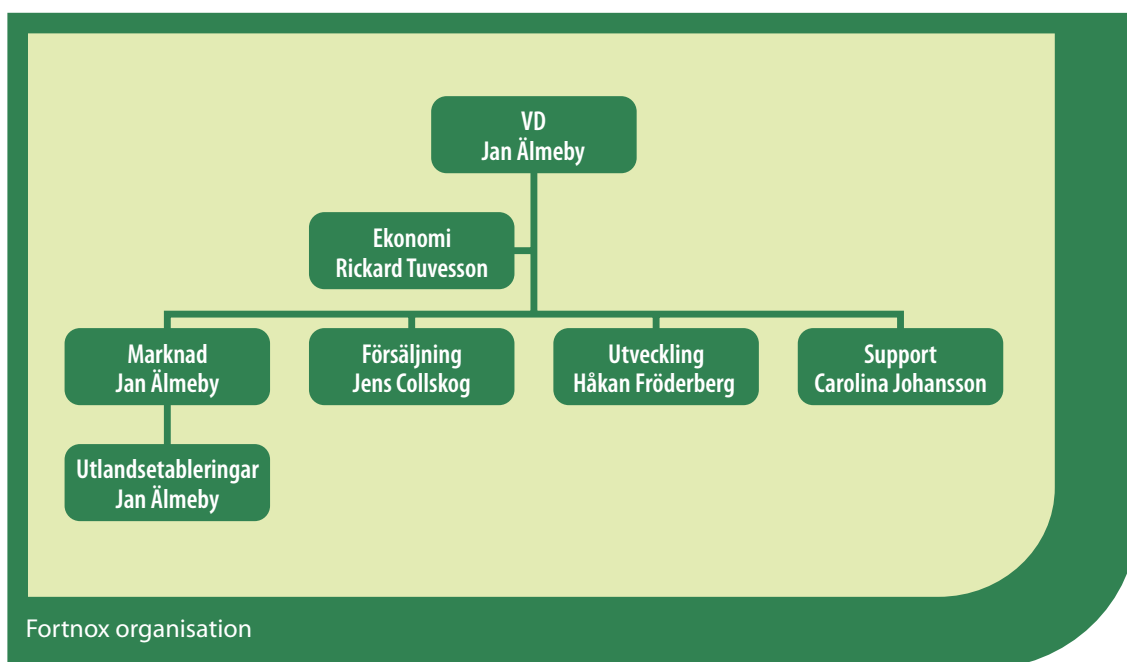 VD
Jan Älmeby
Ekonomi
Rickard Tuvesson
Marknad
Jan Älmeby
Försäljning
Jens Collskog
Utveckling
Håkan Fröderberg
Support
Carolina Johansson
Utlandsetableringar
Jan Älmeby
Fortnox organisation